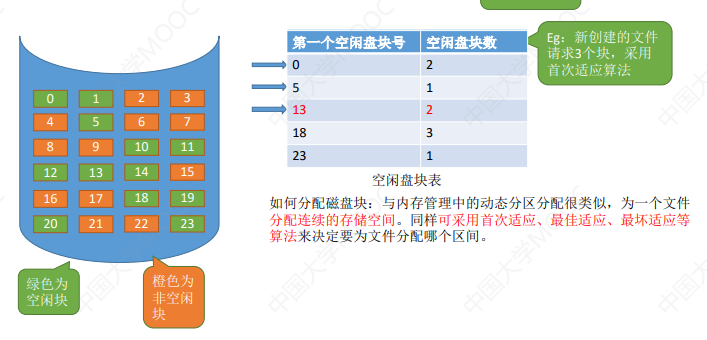 Eg：新创建的文件
请求3个块，采用
首次适应算法
第一个空闲盘块号 空闲盘块数
0 2
5 1
13 2
18 3
23 1
空闲盘块表
0 1 2 3
4 5 6 7
8 9 10 11
12 13 14 15
16 17 18 19
20 21 22 23
如何分配磁盘块：与内存管理中的动态分区分配很类似，为一个文件
分配连续的存储空间。同样可采用首次适应、最佳适应、最坏适应等
算法来决定要为文件分配哪个区间。
绿色为
空闲块
橙色为
非空闲
块
中国大学MOOC